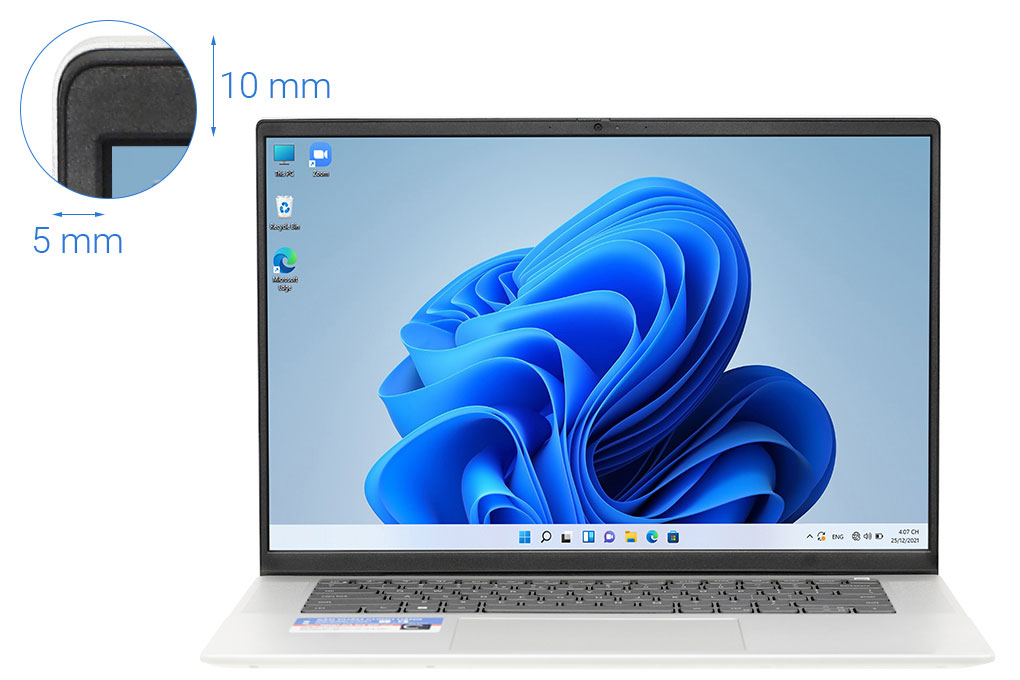 10 mm
5 mm
This PC
Zoom
Recycle Bin
Microsoft
Edge
ENG
4:07 CH
25/12/2021